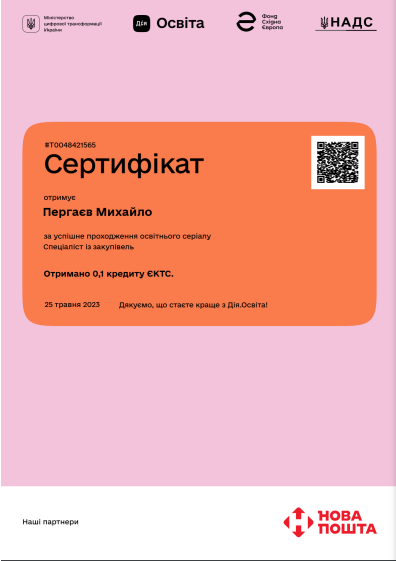 Міністерство
цифрової трансформації
України
Дія
Освіта
Фонд
Східна
Європа
НАДС
#T0048421565
Сертифікат
отримує
Пергаєв Михайло
за успішне проходження освітнього серіалу
Спеціаліст із закупівель
Отримано 0,1 кредиту ЄКТС.
25 травня 2023
Дякуємо, що стаєте краще з Дія.Освіта!
Наші партнери
НОВА
ПОШТА